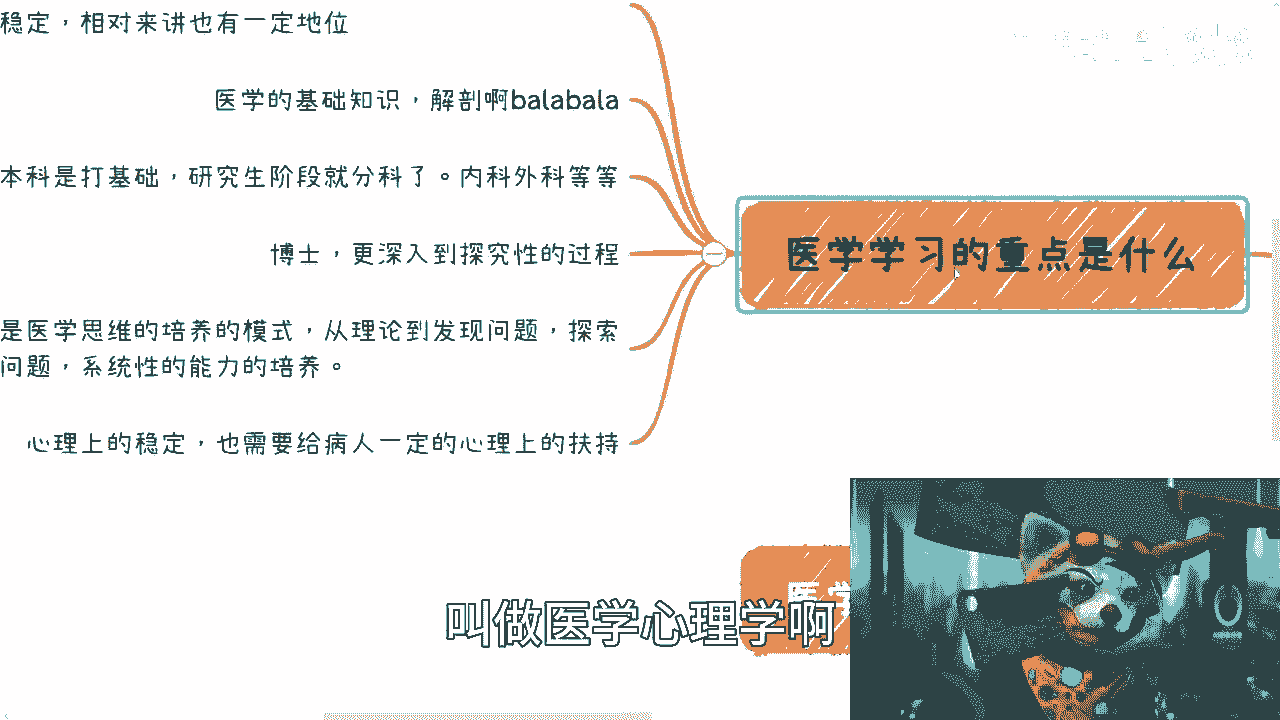 稳定，相对来讲也有一定地位
医学的基础知识，解剖啊balabala
本科是打基础，研究生阶段就分科了。内科外科等等
博士，更深入到探究性的过程
是医学思维的培养的模式，从理论到发现问题，探索
问题，系统性的能力的培养。
心理上的稳定，也需要给病人一定的心理上的扶持
医学学习的重点是什么
医学
叫做医学心理学啊